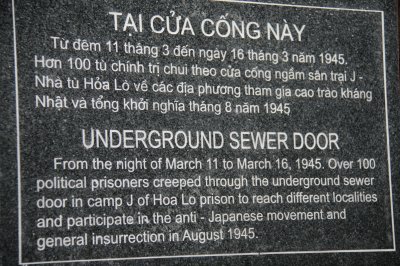 TẠI CỬA CỐNG NÀY
Từ đêm 11 tháng 3 đến ngày 16 tháng 3 năm 1945.
Hơn 100 tù chính trị chui theo cửa cống ngầm sân trại J -
Nhà tù Hỏa Lò về các địa phương tham gia cao trào kháng
Nhật và tổng khởi nghĩa tháng 8 năm 1945
UNDERGROUND SEWER DOOR
From the night of March 11 to March 16, 1945. Over 100
political prisoners creeped through the underground sewer
door in camp J of Hoa Lo prison to reach different localities
and participate in the anti - Japanese movement and
general insurrection in August 1945.